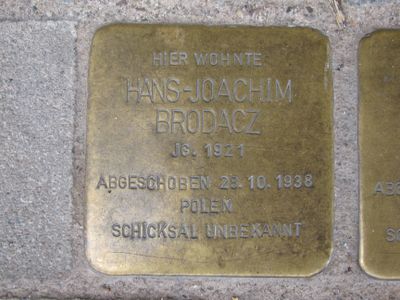 HIER WOHNTE
HANS-JOACHIM
BRODACZ
JG. 1921
ABGESCHOBEN 28.10.1938
POLEN
SCHICKSAL UNBEKANNT